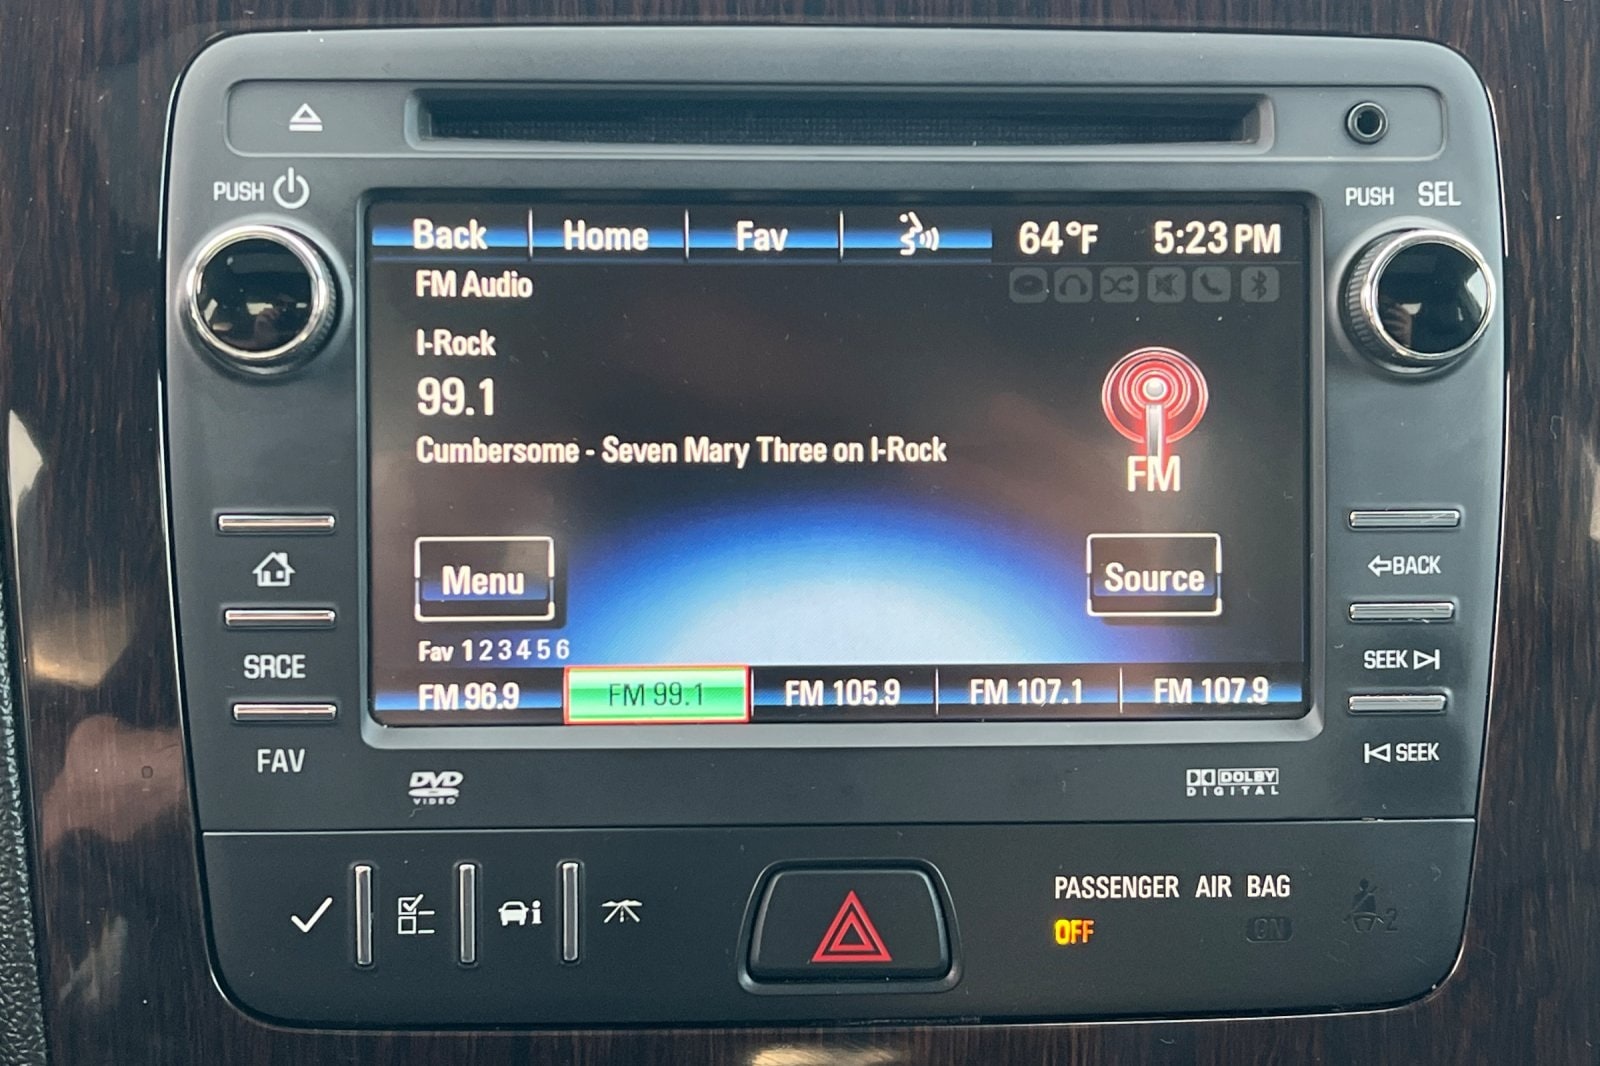 PUSH
PUSH SEL
Back Home Fav 64°F 5:23 PM
FM Audio
I-Rock
99.1
Cumbersome - Seven Mary Three on I-Rock
FM
Menu
Source
Fav 1 2 3 4 5 6
FM 96.9 FM 99.1 FM 105.9 FM 107.1 FM 107.9
SRCE
FAV
BACK
SEEK
SEEK
DVD
VIDEO
DOLBY
DIGITAL
PASSENGER AIR BAG
OFF ON
2